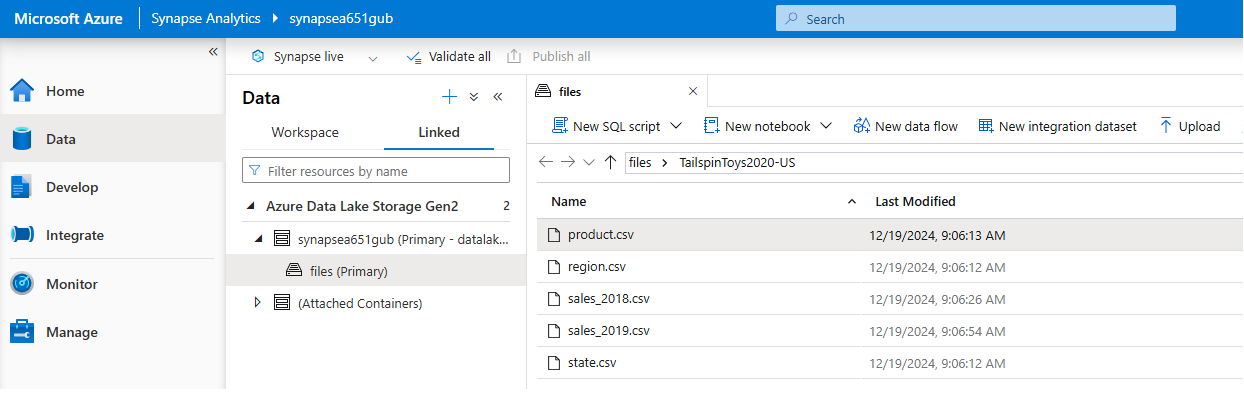 Microsoft Azure
Synapse Analytics
synapsea651gub
Search
Synapse live
Validate all
Publish all
Home
Data
Develop
Integrate
Monitor
Manage
Data
Workspace
Linked
Filter resources by name
Azure Data Lake Storage Gen2 2
synapsea651gub (Primary - datalak...
files (Primary)
(Attached Containers)
files
New SQL script
New notebook
New data flow
New integration dataset
Upload
files
TailspinToys2020-US
Name Last Modified
product.csv 12/19/2024, 9:06:13 AM
region.csv 12/19/2024, 9:06:12 AM
sales_2018.csv 12/19/2024, 9:06:26 AM
sales_2019.csv 12/19/2024, 9:06:54 AM
state.csv 12/19/2024, 9:06:12 AM